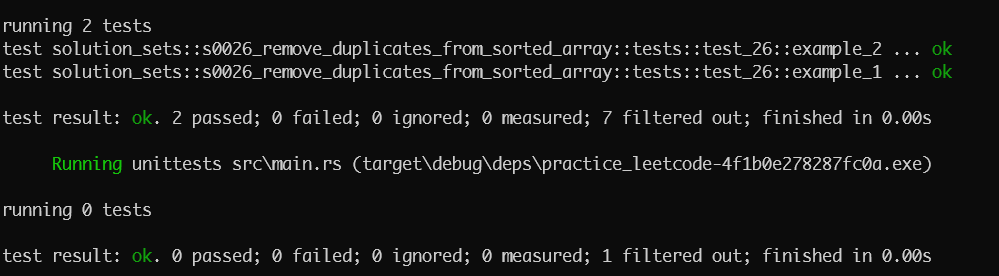 running 2 tests
test solution_sets::s0026_remove_duplicates_from_sorted_array::tests::test_26::example_2 ... ok
test solution_sets::s0026_remove_duplicates_from_sorted_array::tests::test_26::example_1 ... ok
test result: ok. 2 passed; 0 failed; 0 ignored; 0 measured; 7 filtered out; finished in 0.00s
Running unittests src\main.rs (target\debug\deps\practice_leetcode-4f1b0e278287fc0a.exe)
running 0 tests
test result: ok. 0 passed; 0 failed; 0 ignored; 0 measured; 1 filtered out; finished in 0.00s